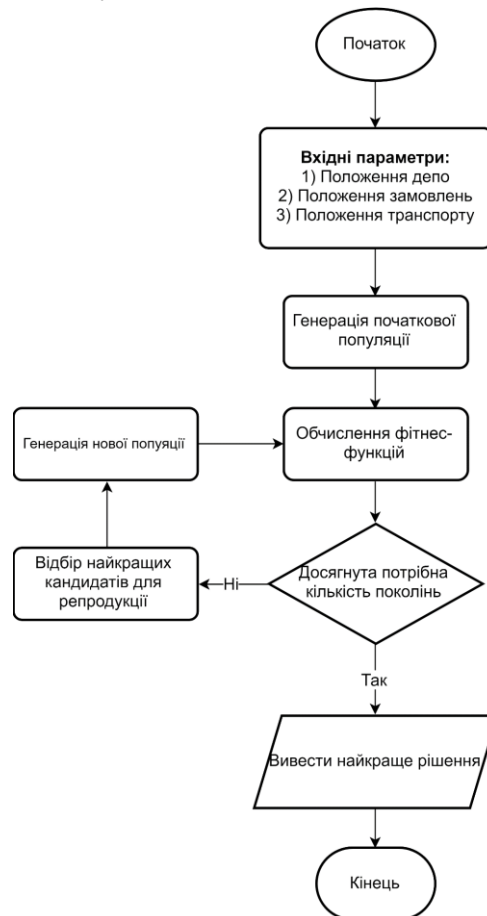 Початок
Вхідні параметри:
1) Положення депо
2) Положення замовлень
3) Положення транспорту
Генерація початкової
популяції
Генерація нової попуяції
Обчислення фітнес-
функцій
Відбір найкращих
кандидатів для
репродукції
Ні
Досягнута потрібна
кількість поколінь
Так
Вивести найкраще рішення
Кінець